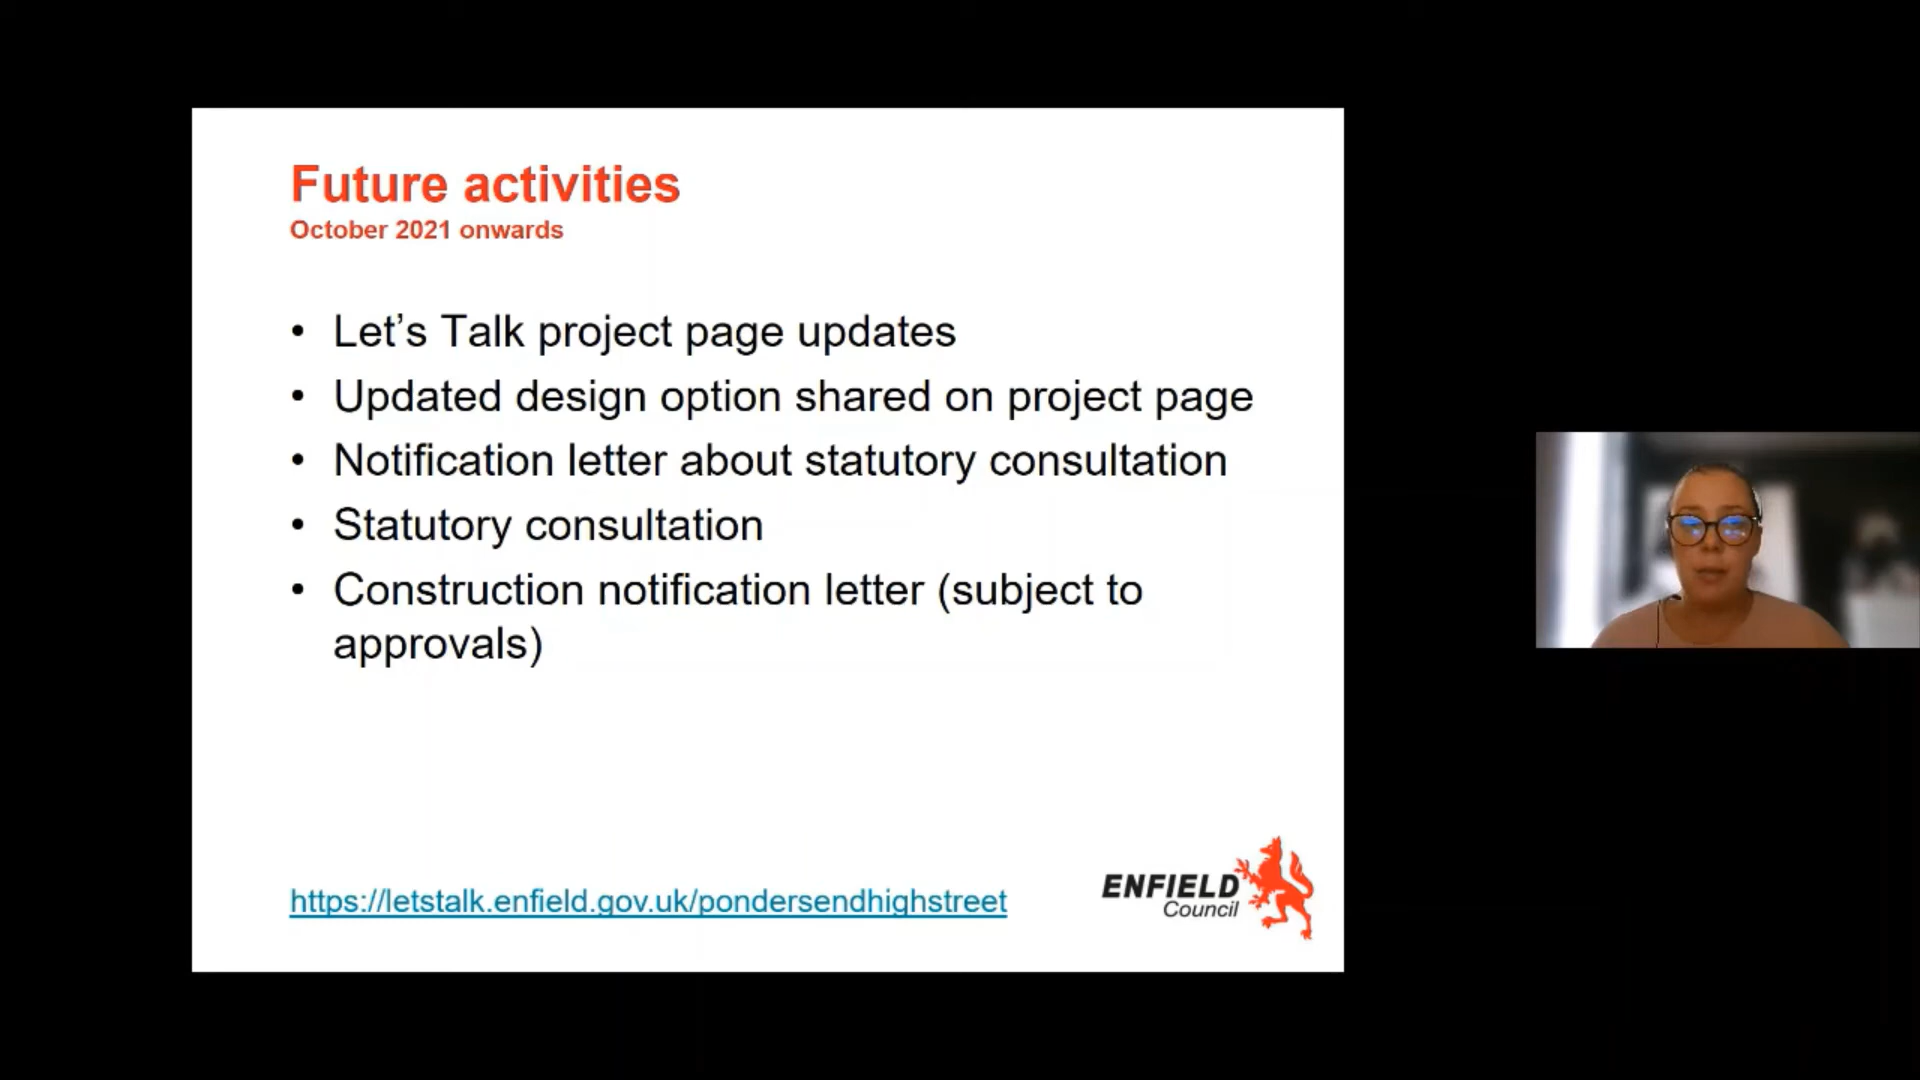 Future activities
October 2021 onwards
• Let’s Talk project page updates
• Updated design option shared on project page
• Notification letter about statutory consultation
• Statutory consultation
• Construction notification letter (subject to
approvals)
https://letstalk.enfield.gov.uk/pondersendhighstreet
ENFIELD
Council